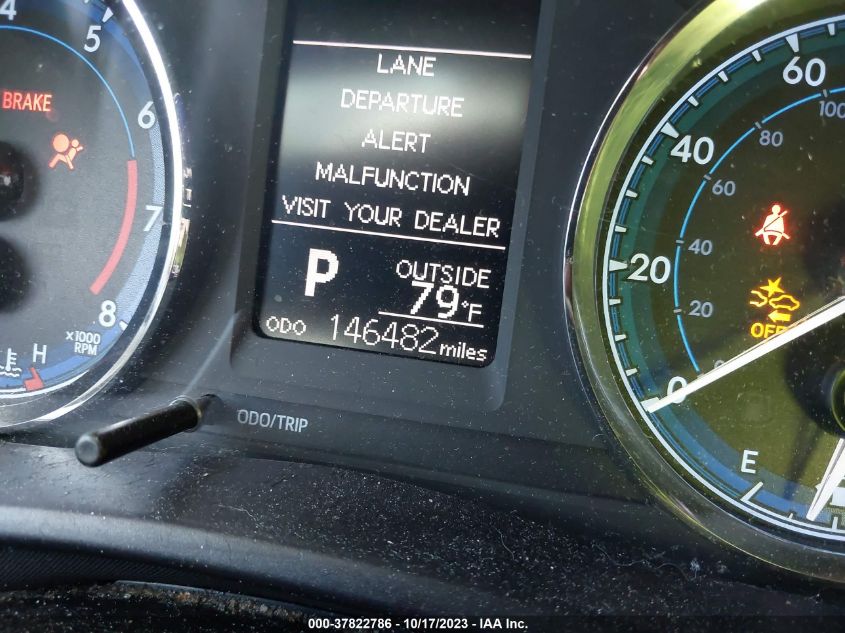 4
5
6
7
8
x1000
RPM
H
BRAKE
LANE
DEPARTURE
ALERT
MALFUNCTION
VISIT YOUR DEALER
P
OUTSIDE
79°F
ODO 146482 miles
ODO/TRIP
60
40
20
0
100
80
60
40
20
OFF
E
000-37822786 - 10/17/2023 - IAA Inc.